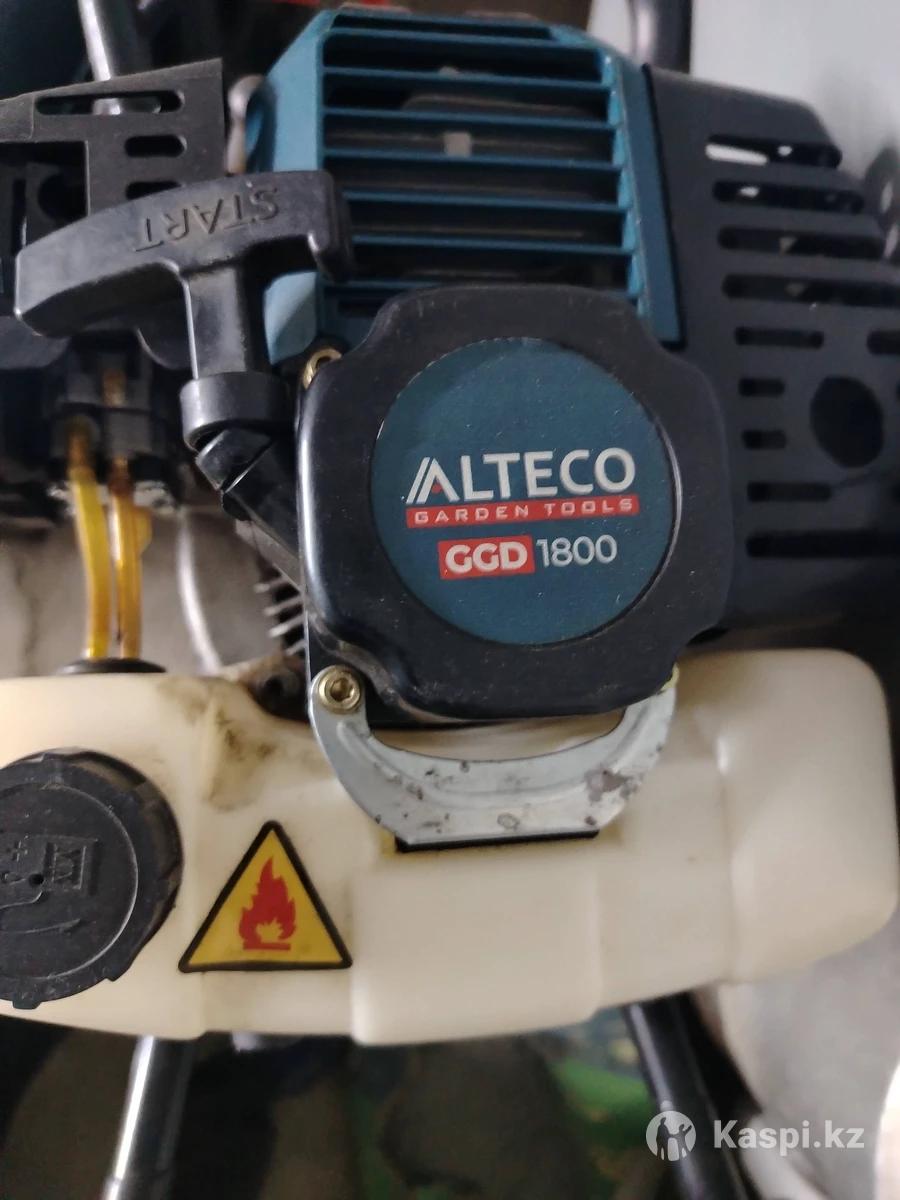 START
ALTECO
GARDEN TOOLS
GGD 1800
Kaspi.kz